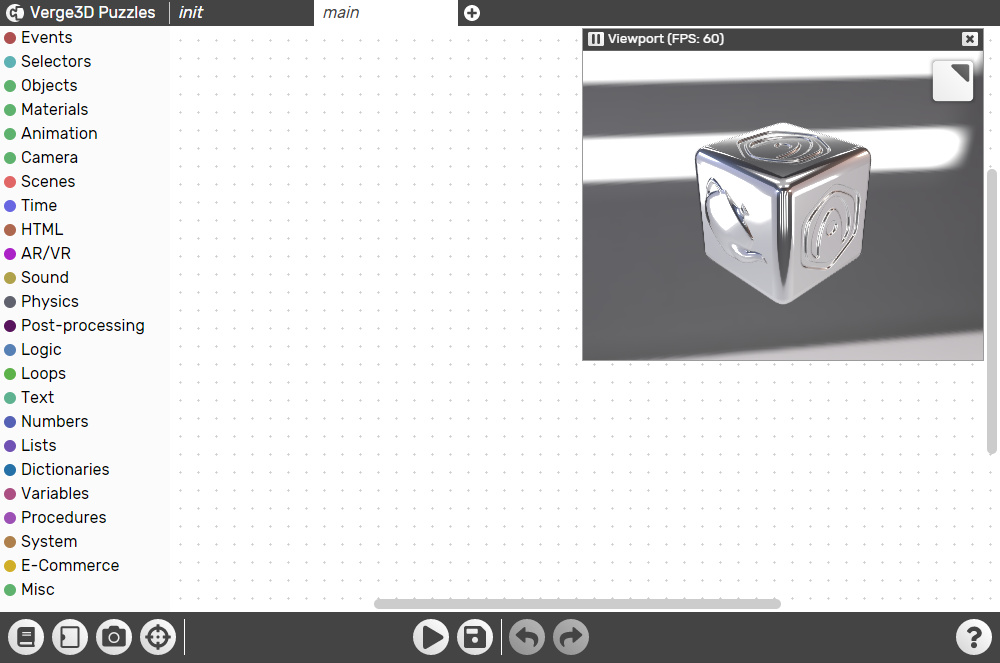 Verge3D Puzzles
init
main
Viewport (FPS: 60)
Events
Selectors
Objects
Materials
Animation
Camera
Scenes
Time
HTML
AR/VR
Sound
Physics
Post-processing
Logic
Loops
Text
Numbers
Lists
Dictionaries
Variables
Procedures
System
E-Commerce
Misc
?